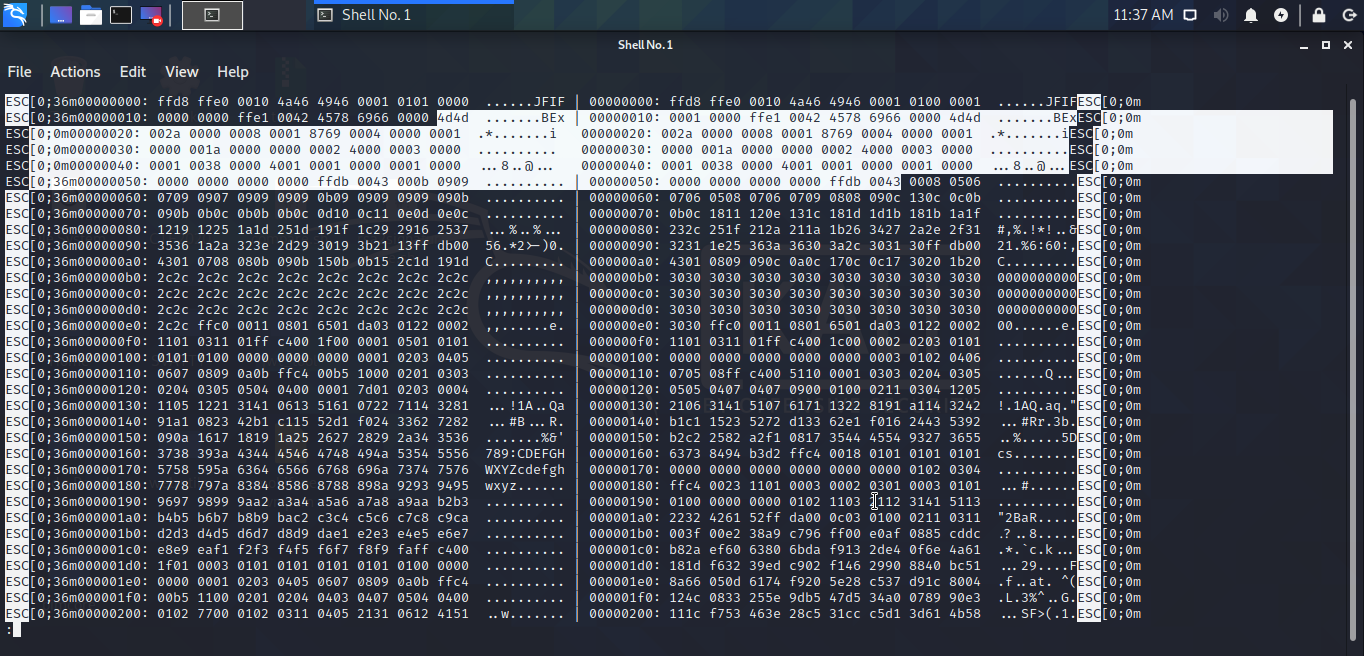 Shell No. 1
11:37 AM
Shell No. 1
File Actions Edit View Help
ESC[0;36m00000000: ffd8 ffe0 0010 4a46 4946 0001 0101 0000 ......JFIF | 00000000: ffd8 ffe0 0010 4a46 4946 0001 0100 0001 ......JFIFESC[0;0m
ESC[0;36m00000010: 0000 0000 ffe1 0042 4578 6966 0000 4d4d .......BEx | 00000010: 0001 0000 ffe1 0042 4578 6966 0000 4d4d .......BExESC[0;0m
ESC[0;0m00000020: 002a 0000 0008 0001 8769 0004 0000 0001 .*.......i 00000020: 002a 0000 0008 0001 8769 0004 0000 0001 .*.......iESC[0;0m
ESC[0;0m00000030: 0000 001a 0000 0000 0002 4000 0003 0000 .......... 00000030: 0000 001a 0000 0000 0002 4000 0003 0000 ..........ESC[0;0m
ESC[0;0m00000040: 0001 0038 0000 4001 0001 0000 0001 0000 ...8..@... 00000040: 0001 0038 0000 4001 0001 0000 0001 0000 ...8..@...ESC[0;0m
ESC[0;36m00000050: 0000 0000 0000 0000 ffdb 0043 000b 0909 .......... | 00000050: 0000 0000 0000 0000 ffdb 0043 0008 0506 ..........ESC[0;0m
ESC[0;36m00000060: 0709 0907 0909 0909 0b09 0909 0909 090b .......... | 00000060: 0706 0508 0706 0709 0808 090c 130c 0c0b ..........ESC[0;0m
ESC[0;36m00000070: 090b 0b0c 0b0b 0b0c 0d10 0c11 0e0d 0e0c .......... | 00000070: 0b0c 1811 120e 131c 181d 1d1b 181b 1a1f ..........ESC[0;0m
ESC[0;36m00000080: 1219 1225 1a1d 251d 191f 1c29 2916 2537 ...%..%... | 00000080: 232c 251f 212a 211a 1b26 3427 2a2e 2f31 #,%.!*!..&ESC[0;0m
ESC[0;36m00000090: 3536 1a2a 323e 2d29 3019 3b21 13ff db00 56.*2>-)0. | 00000090: 3231 1e25 363a 3630 3a2c 3031 30ff db00 21.%6:60:,ESC[0;0m
ESC[0;36m000000a0: 4301 0708 080b 090b 150b 0b15 2c1d 191d C......... | 000000a0: 4301 0809 090c 0a0c 170c 0c17 3020 1b20 C.........ESC[0;0m
ESC[0;36m000000b0: 2c2c 2c2c 2c2c 2c2c 2c2c 2c2c 2c2c 2c2c ,,,,,,,,,, | 000000b0: 3030 3030 3030 3030 3030 3030 3030 3030 0000000000ESC[0;0m
ESC[0;36m000000c0: 2c2c 2c2c 2c2c 2c2c 2c2c 2c2c 2c2c 2c2c ,,,,,,,,,, | 000000c0: 3030 3030 3030 3030 3030 3030 3030 3030 0000000000ESC[0;0m
ESC[0;36m000000d0: 2c2c 2c2c 2c2c 2c2c 2c2c 2c2c 2c2c 2c2c ,,,,,,,,,, | 000000d0: 3030 3030 3030 3030 3030 3030 3030 3030 0000000000ESC[0;0m
ESC[0;36m000000e0: 2c2c ffc0 0011 0801 6501 da03 0122 0002 ,,......e. | 000000e0: 3030 ffc0 0011 0801 6501 da03 0122 0002 00......e.ESC[0;0m
ESC[0;36m000000f0: 1101 0311 01ff c400 1f00 0001 0501 0101 .......... | 000000f0: 1101 0311 01ff c400 1c00 0002 0203 0101 ..........ESC[0;0m
ESC[0;36m00000100: 0101 0100 0000 0000 0000 0001 0203 0405 .......... | 00000100: 0000 0000 0000 0000 0000 0003 0102 0406 ..........ESC[0;0m
ESC[0;36m00000110: 0607 0809 0a0b ffc4 00b5 1000 0201 0303 .......... | 00000110: 0705 08ff c400 5110 0001 0303 0204 0305 .......Q..ESC[0;0m
ESC[0;36m00000120: 0204 0305 0504 0400 0001 7d01 0203 0004 .......... | 00000120: 0505 0407 0407 0900 0100 0211 0304 1205 ..........ESC[0;0m
ESC[0;36m00000130: 1105 1221 3141 0613 5161 0722 7114 3281 ...!1A..Qa | 00000130: 2106 3141 5107 6171 1322 8191 a114 3242 !.1AQ.aq."ESC[0;0m
ESC[0;36m00000140: 91a1 0823 42b1 c115 52d1 f024 3362 7282 ...#B...R. | 00000140: b1c1 1523 5272 d133 62e1 f016 2443 5392 ...#Rr.3b.ESC[0;0m
ESC[0;36m00000150: 090a 1617 1819 1a25 2627 2829 2a34 3536 .......%&' | 00000150: b2c2 2582 a2f1 0817 3544 4554 9327 3655 ..%.....5DESC[0;0m
ESC[0;36m00000160: 3738 393a 4344 4546 4748 494a 5354 5556 789:CDEFGH | 00000160: 6373 8494 b3d2 ffc4 0018 0101 0101 0101 cs........ESC[0;0m
ESC[0;36m00000170: 5758 595a 6364 6566 6768 696a 7374 7576 WXYZcdefgh | 00000170: 0000 0000 0000 0000 0000 0000 0102 0304 ..........ESC[0;0m
ESC[0;36m00000180: 7778 797a 8384 8586 8788 898a 9293 9495 wxyz...... | 00000180: ffc4 0023 1101 0003 0002 0301 0003 0101 ...#......ESC[0;0m
ESC[0;36m00000190: 9697 9899 9aa2 a3a4 a5a6 a7a8 a9aa b2b3 .......... | 00000190: 0100 0000 0000 0102 1103 2112 3141 5113 ..........ESC[0;0m
ESC[0;36m000001a0: b4b5 b6b7 b8b9 bac2 c3c4 c5c6 c7c8 c9ca .......... | 000001a0: 2232 4261 52ff da00 0c03 0100 0211 0311 "2BaR.....ESC[0;0m
ESC[0;36m000001b0: d2d3 d4d5 d6d7 d8d9 dae1 e2e3 e4e5 e6e7 .......... | 000001b0: 003f 00e2 38a9 c796 ff00 e0af 0885 cddc .?..8.....ESC[0;0m
ESC[0;36m000001c0: e8e9 eaf1 f2f3 f4f5 f6f7 f8f9 faff c400 .......... | 000001c0: b82a ef60 6380 6bda f913 2de4 0f6e 4a61 .*.`c.k...ESC[0;0m
ESC[0;36m000001d0: 1f01 0003 0101 0101 0101 0101 0100 0000 .......... | 000001d0: 181d f632 39ed c902 f146 2990 8840 bc51 ...29....FESC[0;0m
ESC[0;36m000001e0: 0000 0001 0203 0405 0607 0809 0a0b ffc4 .......... | 000001e0: 8a66 050d 6174 f920 5e28 c537 d91c 8004 .f..at. ^(ESC[0;0m
ESC[0;36m000001f0: 00b5 1100 0201 0204 0403 0407 0504 0400 .......... | 000001f0: 124c 0833 255e 9db5 47d5 34a0 0789 90e3 .L.3%^..G.ESC[0;0m
ESC[0;36m00000200: 0102 7700 0102 0311 0405 2131 0612 4151 ..w....... | 00000200: 111c f753 463e 28c5 31cc c5d1 3d61 4b58 ...SF>(.1.ESC[0;0m
: